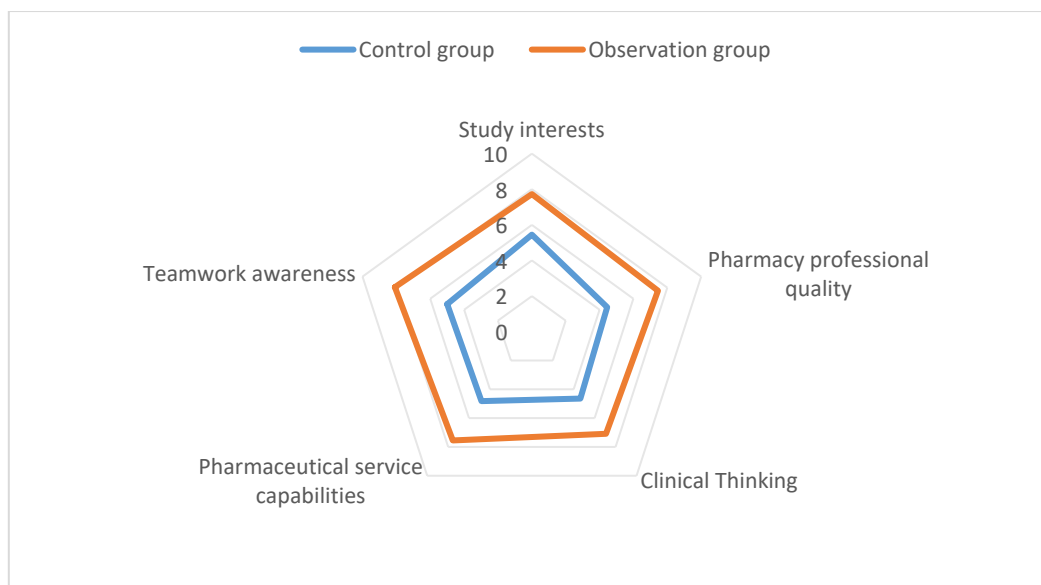 Control group
Observation group
Study interests
10
8
6
4
2
0
Pharmacy professional
quality
Clinical Thinking
Pharmaceutical service
capabilities
Teamwork awareness